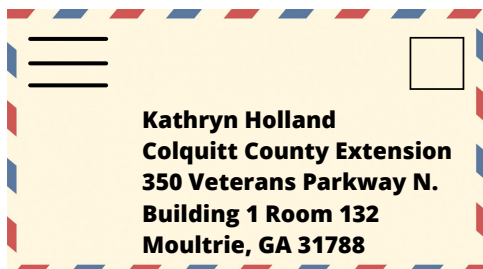 Kathryn Holland
Colquitt County Extension
350 Veterans Parkway N.
Building 1 Room 132
Moultrie, GA 31788